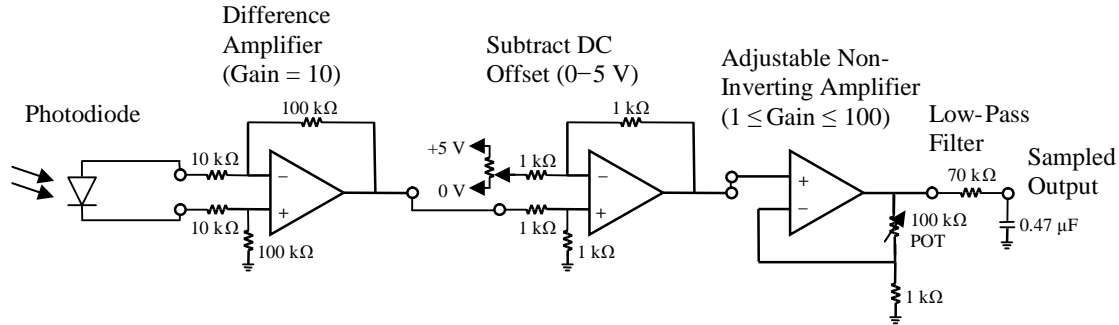 Difference
Amplifier
(Gain = 10)
Subtract DC
Offset (0−5 V)
Adjustable Non-
Inverting Amplifier
(1 ≤ Gain ≤ 100)
Low-Pass
Filter
Sampled
Output
Photodiode
100 kΩ
10 kΩ
−
+
10 kΩ
100 kΩ
+5 V
0 V
1 kΩ
1 kΩ
−
+
1 kΩ
1 kΩ
+
−
100 kΩ
POT
1 kΩ
70 kΩ
0.47 µF